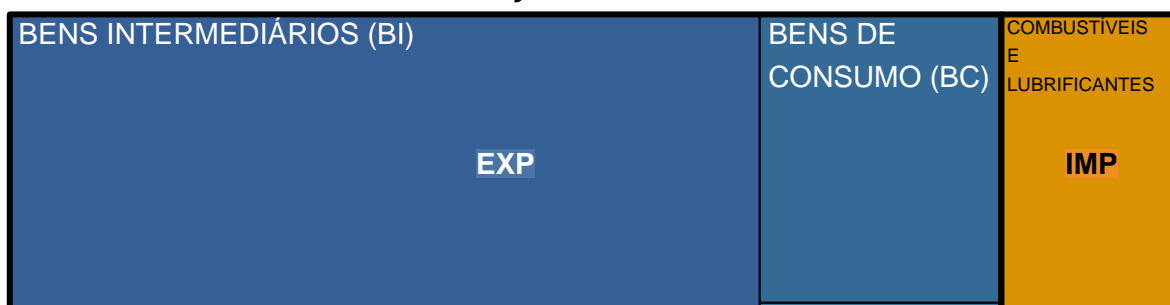 BENS INTERMEDIÁRIOS (BI)
EXP
BENS DE
CONSUMO (BC)
COMBUSTÍVEIS
E
LUBRIFICANTES
IMP